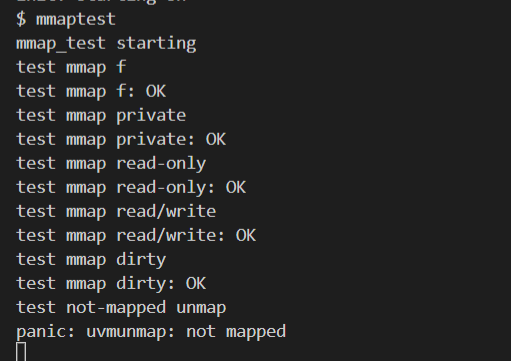 $ mmaptest
mmap_test starting
test mmap f
test mmap f: OK
test mmap private
test mmap private: OK
test mmap read-only
test mmap read-only: OK
test mmap read/write
test mmap read/write: OK
test mmap dirty
test mmap dirty: OK
test not-mapped unmap
panic: uvmunmap: not mapped